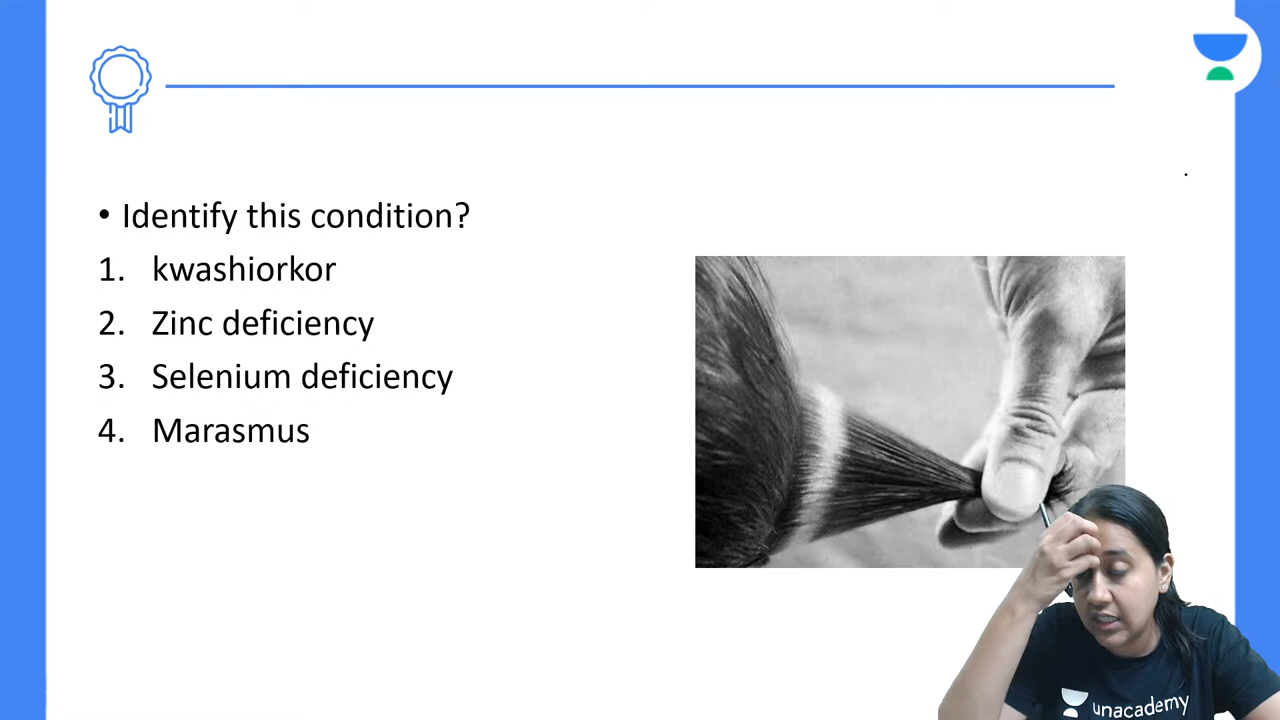 • Identify this condition?
1. kwashiorkor
2. Zinc deficiency
3. Selenium deficiency
4. Marasmus
unacademy